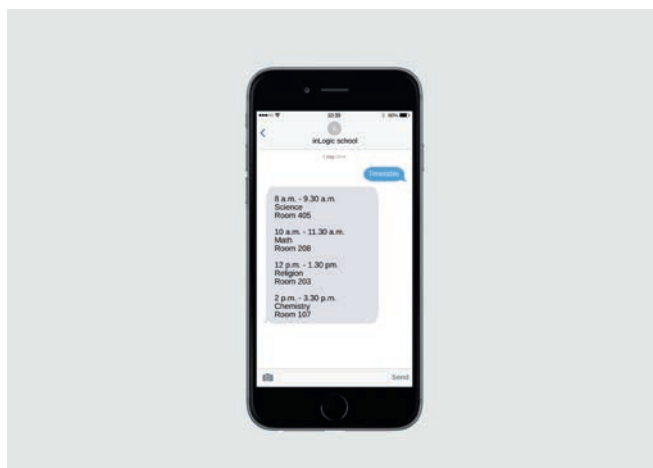 inLogic school
Timetable
8 a.m. - 9.30 a.m.
Science
Room 405
10 a.m. - 11.30 a.m.
Math
Room 208
12 p.m. - 1.30 pm.
Religion
Room 203
2 p.m. - 3.30 p.m.
Chemistry
Room 107
Send